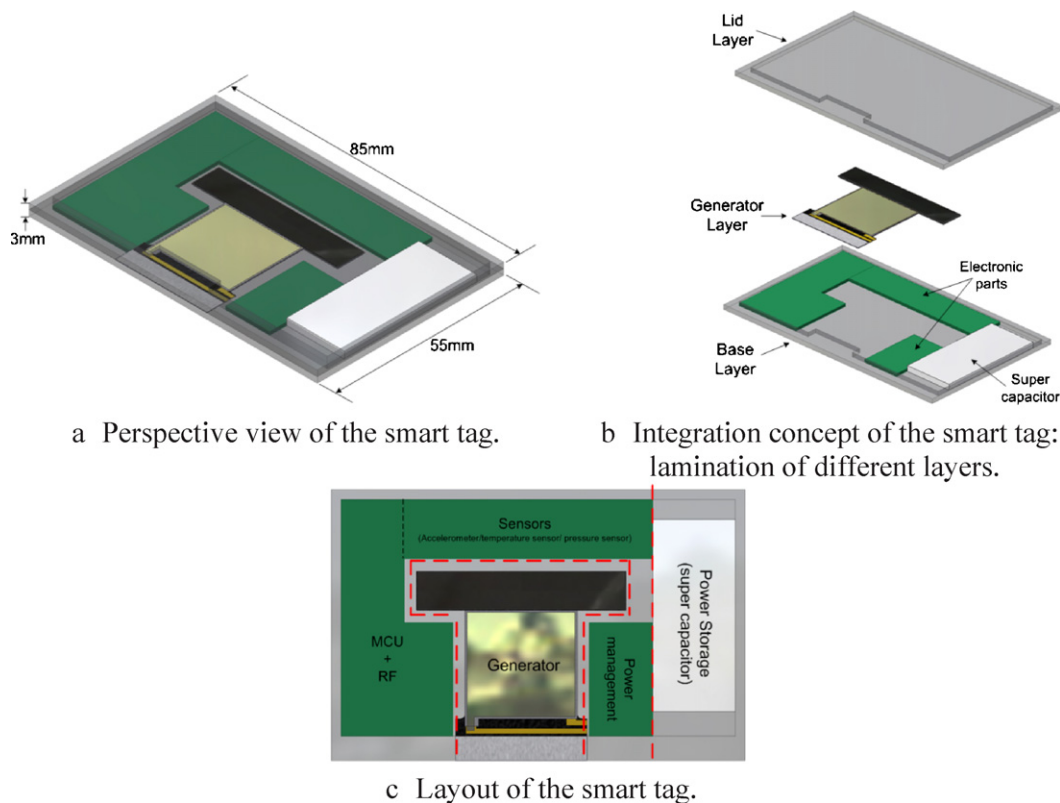 85mm
3mm
55mm
Lid
Layer
Generator
Layer
Electronic
parts
Base
Layer
Super
capacitor
a Perspective view of the smart tag.
b Integration concept of the smart tag:
lamination of different layers.
Sensors
(Accelerometer/temperature sensor/ pressure sensor)
MCU
+
RF
Generator
Power
management
Power Storage
(super capacitor)
c Layout of the smart tag.